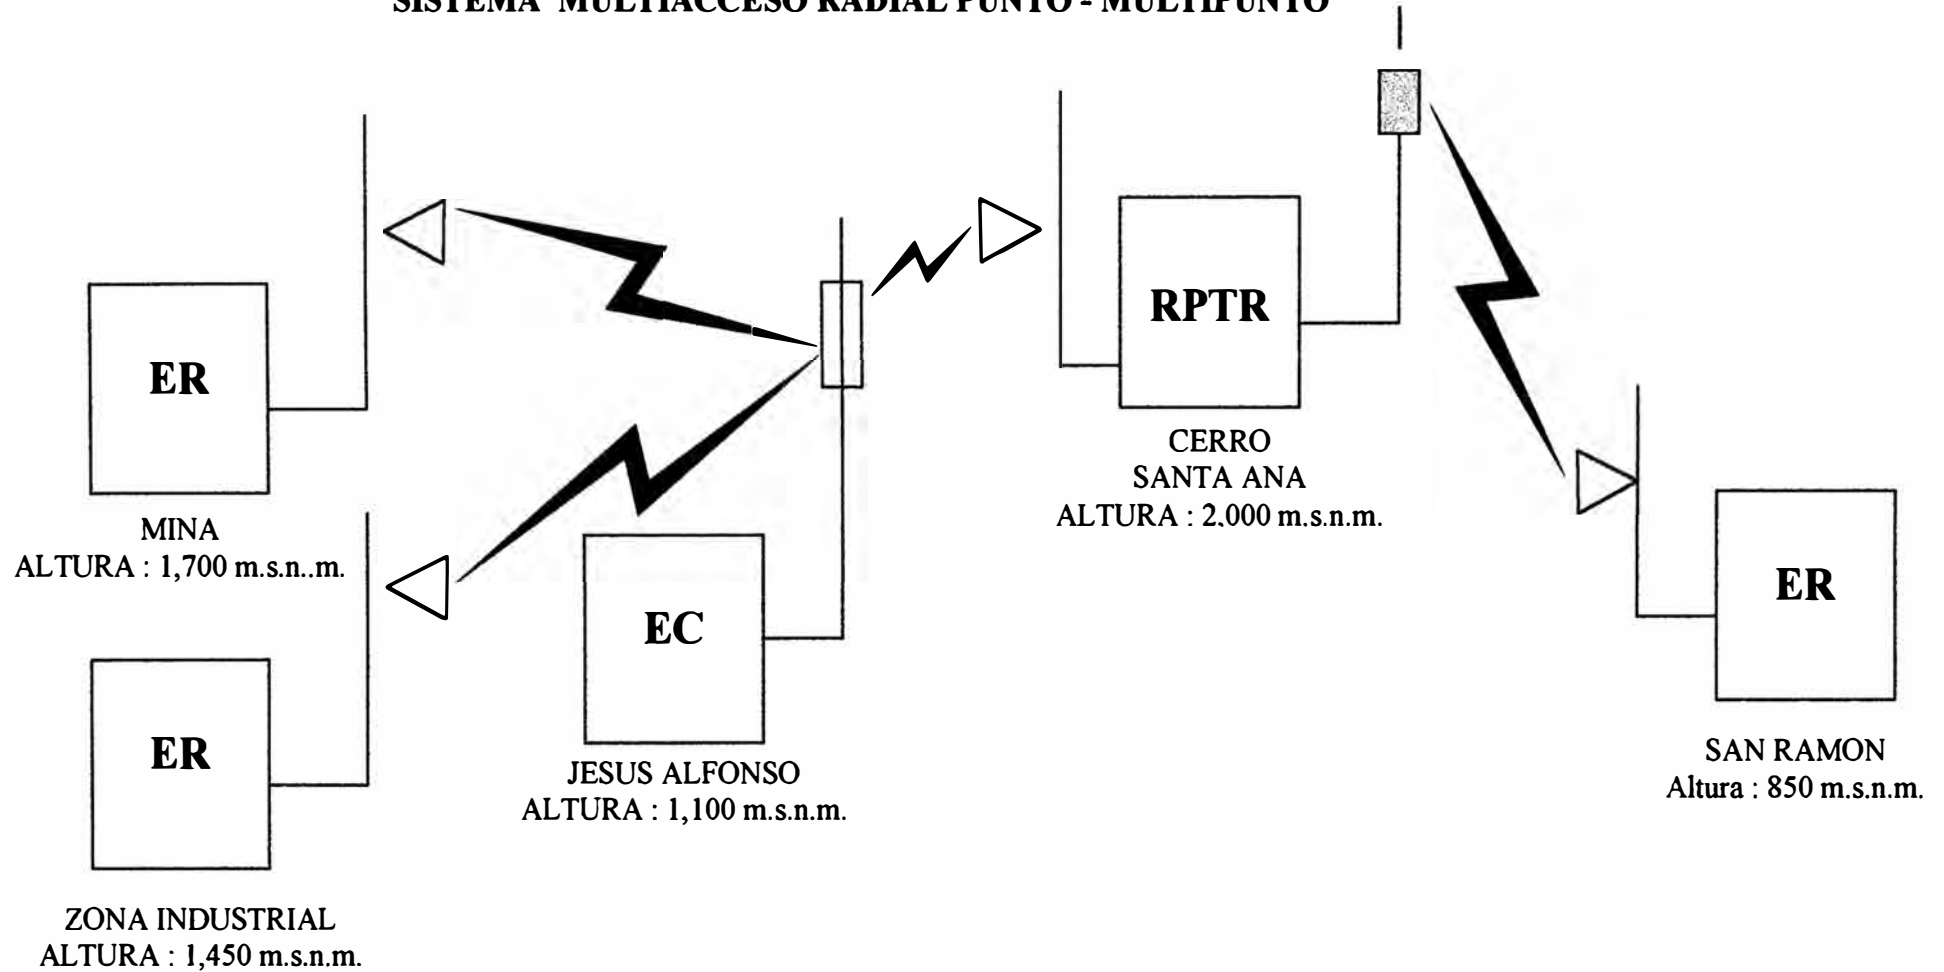 SISTEMA MULTIACCESO RADIAL PUNTO - MULTIPUNTO
RPTR
ER
CERRO
SANTA ANA
ALTURA : 2,000 m.s.n.m.
MINA
ALTURA : 1,700 m.s.n..m.
ER
EC
ER
SAN RAMON
Altura : 850 m.s.n.m.
JESUS ALFONSO
ALTURA : 1,100 m.s.n.m.
ZONA INDUSTRIAL
ALTURA : 1,450 m.s.n.m.